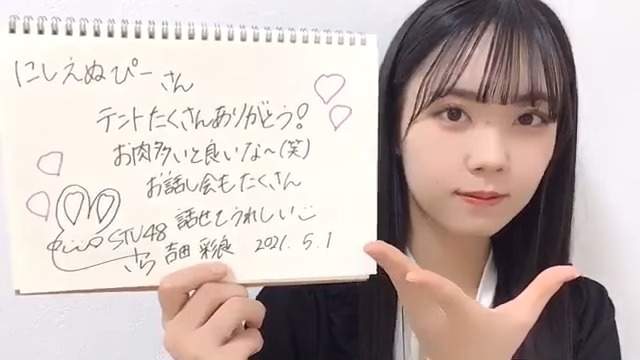 にしえぬぴーさん
テントたくさんありがとう!
お肉多いと良いな〜(笑)
お話し会もたくさん
話せてうれしい
STU48
吉田彩良 2021.5.1